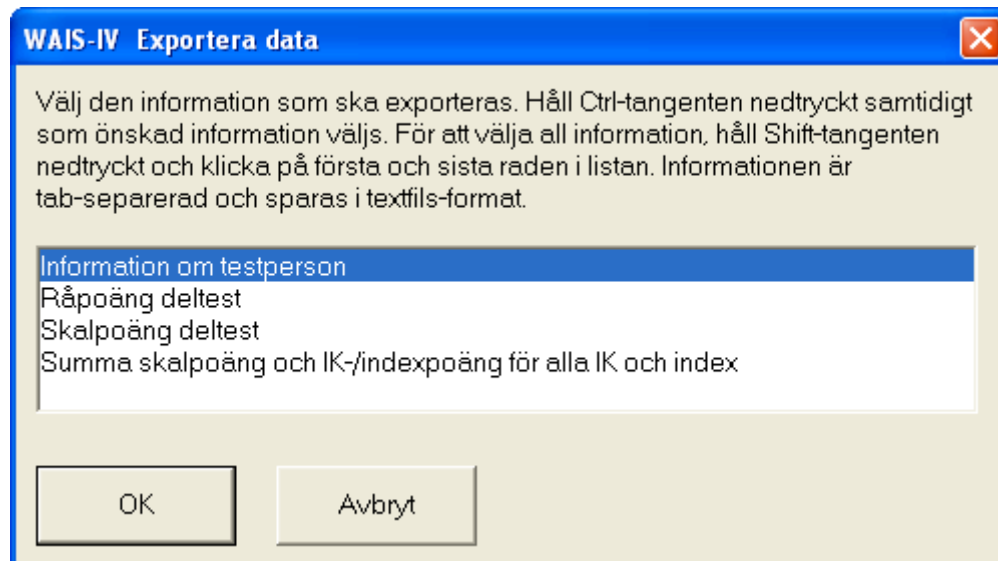 WAIS-IV Exportera data
Välj den information som ska exporteras. Håll Ctrl-tangenten nedtryckt samtidigt
som önskad information väljs. För att välja all information, håll Shift-tangenten
nedtryckt och klicka på första och sista raden i listan. Informationen är
tab-separerad och sparas i textfils-format.
Information om testperson
Råpoäng deltest
Skalpoäng deltest
Summa skalpoäng och IK-/indexpoäng för alla IK och index
OK
Avbryt